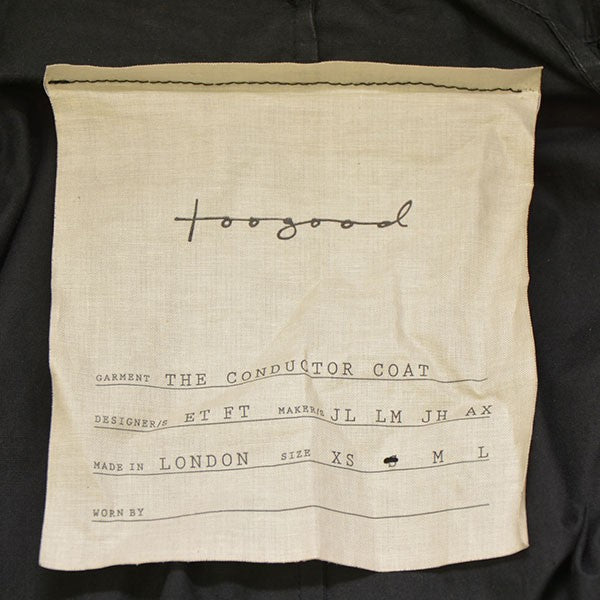 toogood
GARMENT THE CONDUCTOR COAT
DESIGNER/S ET FT MAKER/S JL LM JH AX
MADE IN LONDON SIZE XS S M L
WORN BY